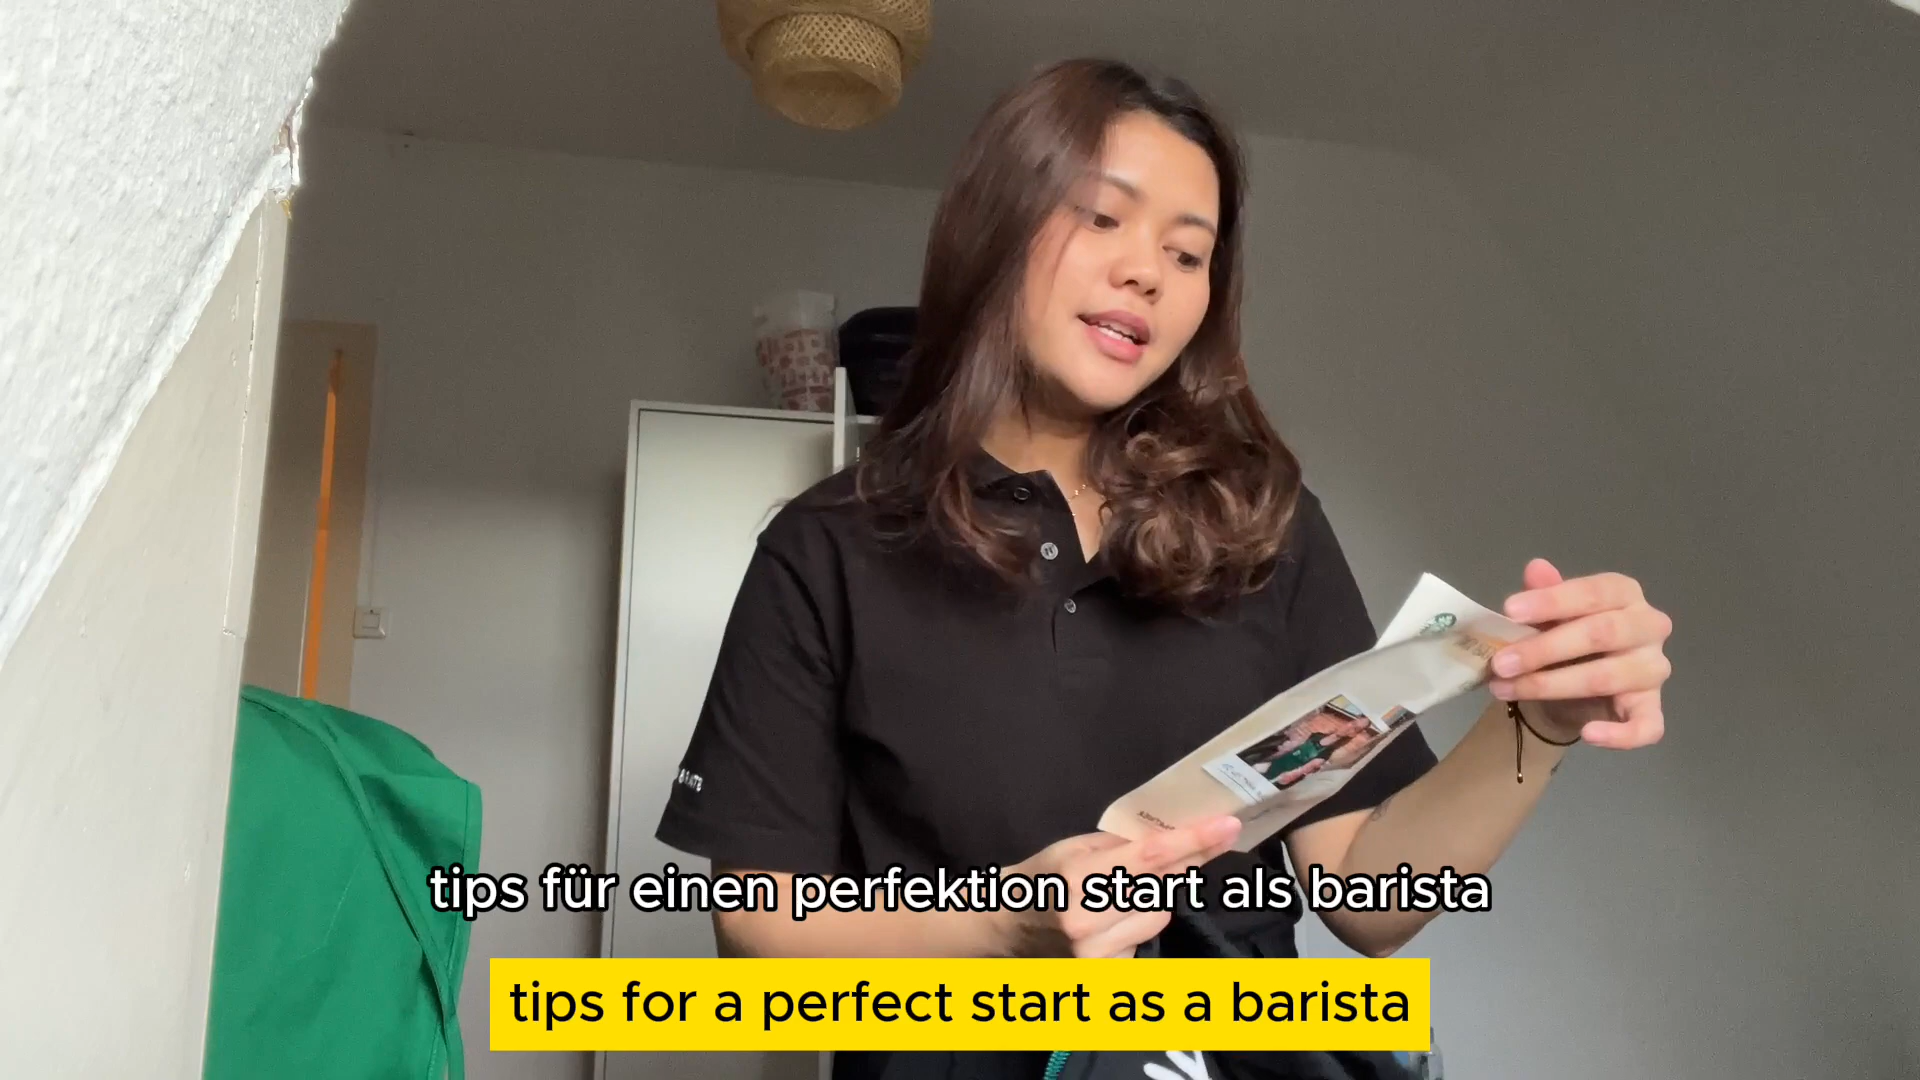 tips für einen perfektion start als barista
tips for a perfect start as a barista